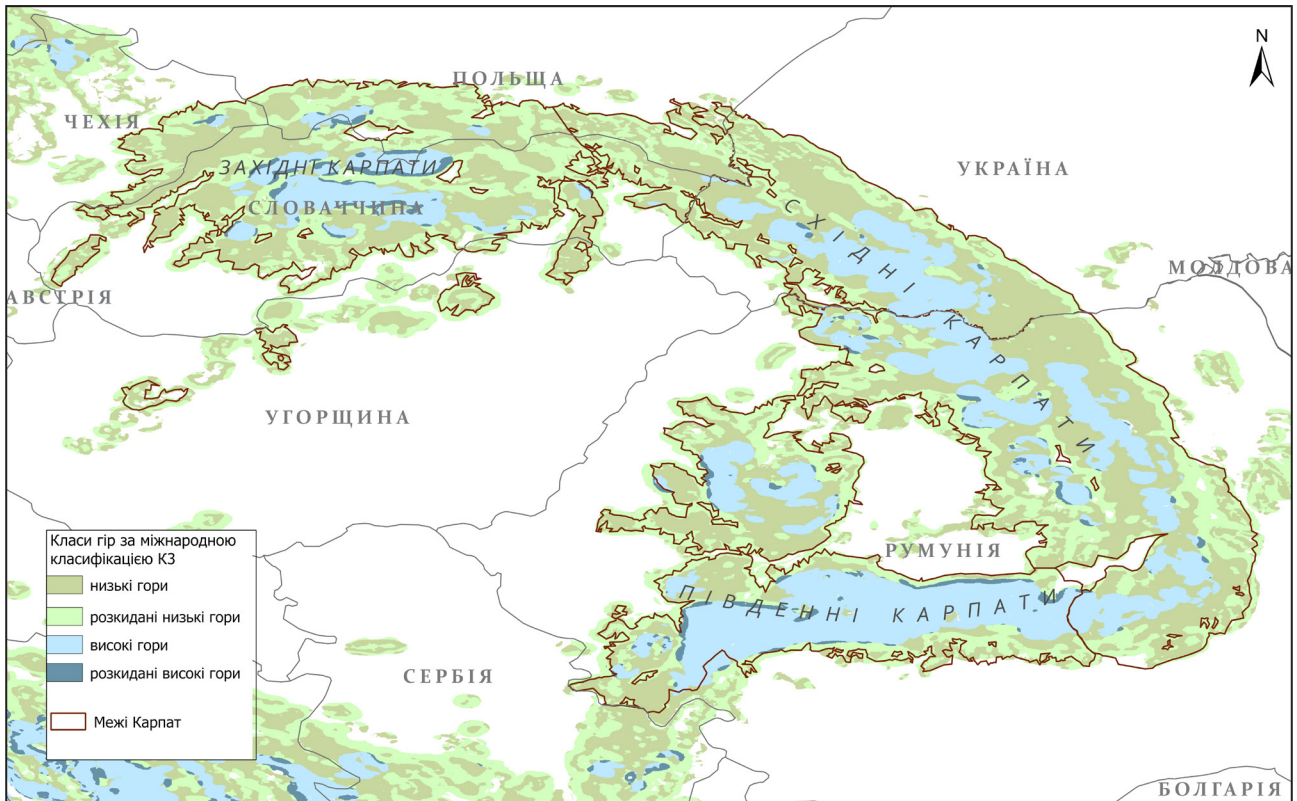 N
ПОЛЬЩА
ЧЕХІЯ
УКРАЇНА
ЗАХІДНІ КАРПАТИ
СЛОВАЧЧИНА
СХІДНІ КАРПАТИ
МОЛДОВА
АВСТРІЯ
УГОРЩИНА
РУМУНІЯ
ПІВДЕННІ КАРПАТИ
СЕРБІЯ
БОЛГАРІЯ
Класи гір за міжнародною
класифікацією К3
низькі гори
розкидані низькі гори
високі гори
розкидані високі гори
Межі Карпат